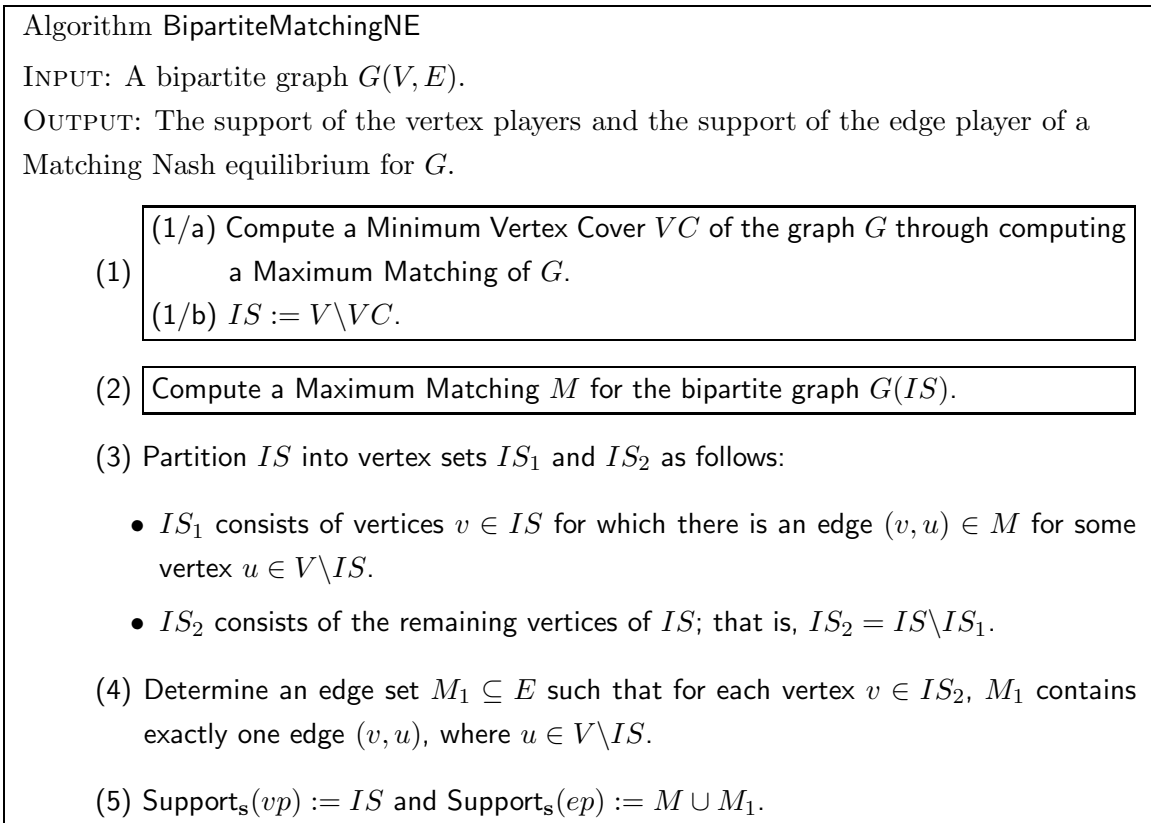 Algorithm BipartiteMatchingNE
INPUT: A bipartite graph G(V, E).
OUTPUT: The support of the vertex players and the support of the edge player of a
Matching Nash equilibrium for G.
(1/a) Compute a Minimum Vertex Cover VC of the graph G through computing
(1) a Maximum Matching of G.
(1/b) IS := V\VC.
(2) Compute a Maximum Matching M for the bipartite graph G(IS).
(3) Partition IS into vertex sets IS₁ and IS₂ as follows:
• IS₁ consists of vertices v ∈ IS for which there is an edge (v, u) ∈ M for some
vertex u ∈ V\IS.
• IS₂ consists of the remaining vertices of IS; that is, IS₂ = IS\IS₁.
(4) Determine an edge set M₁ ⊆ E such that for each vertex v ∈ IS₂, M₁ contains
exactly one edge (v, u), where u ∈ V\IS.
(5) Supportₛ(vp) := IS and Supportₛ(ep) := M ∪ M₁.